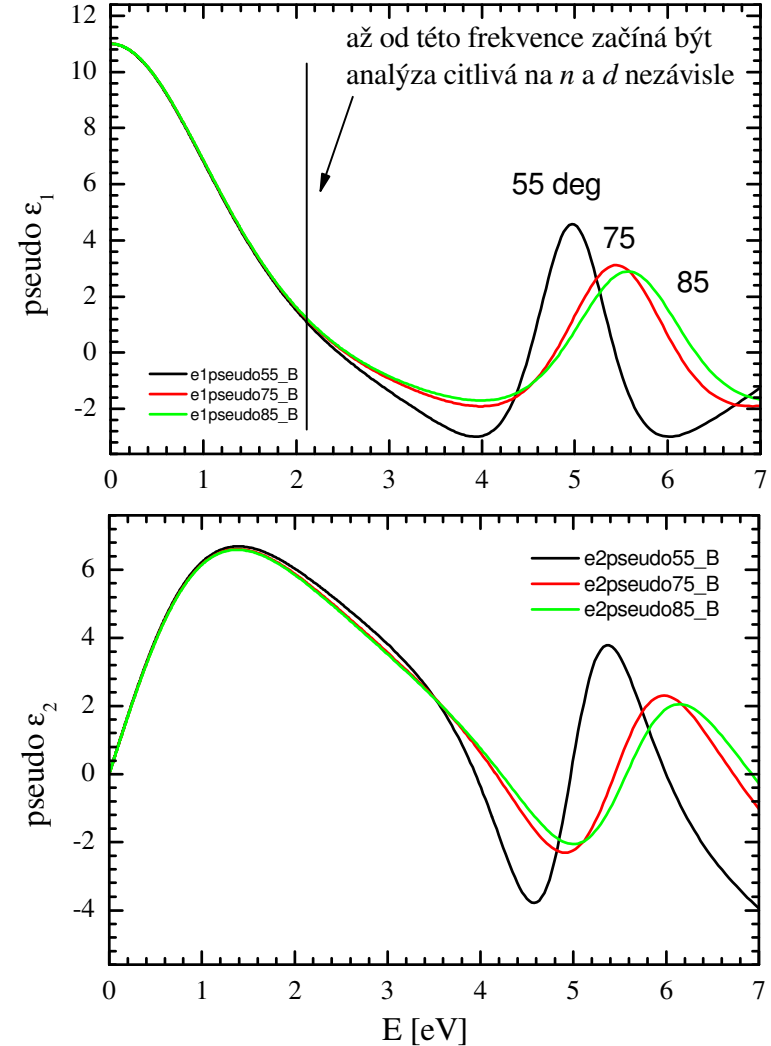 až od této frekvence začíná být
analýza citlivá na n a d nezávisle
12
10
8
6
4
2
0
-2
pseudo ε1
55 deg
75
85
e1pseudo55_B
e1pseudo75_B
e1pseudo85_B
0 1 2 3 4 5 6 7
6
4
2
0
-2
-4
pseudo ε2
e2pseudo55_B
e2pseudo75_B
e2pseudo85_B
0 1 2 3 4 5 6 7
E [eV]